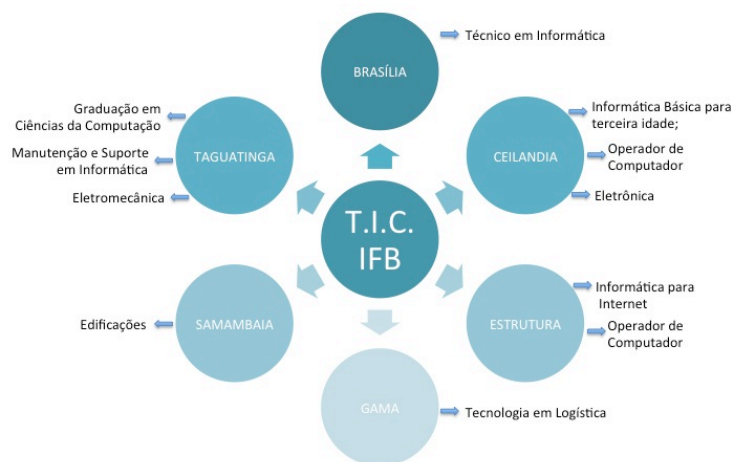 Técnico em Informática
BRASÍLIA
Graduação em
Ciências da Computação
Manutenção e Suporte
em Informática
Eletromecânica
TAGUATINGA
Informática Básica para
terceira idade;
Operador de
Computador
Eletrônica
CEILANDIA
T.I.C.
IFB
Edificações
SAMAMBAIA
ESTRUTURA
Informática para
Internet
Operador de
Computador
GAMA
Tecnologia em Logística